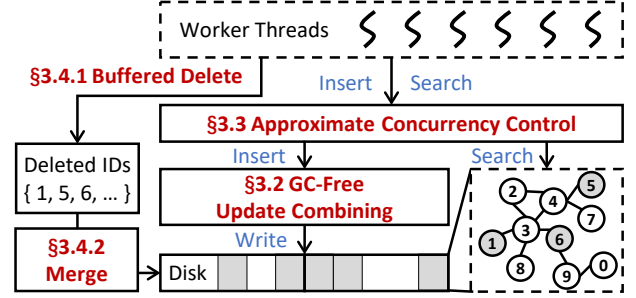 Worker Threads
§3.4.1 Buffered Delete
Insert
Search
§3.3 Approximate Concurrency Control
Deleted IDs
{ 1, 5, 6, … }
Insert
Search
§3.2 GC-Free
Update Combining
§3.4.2
Merge
Write
Disk
2
5
4
7
3
1
6
8
9
0